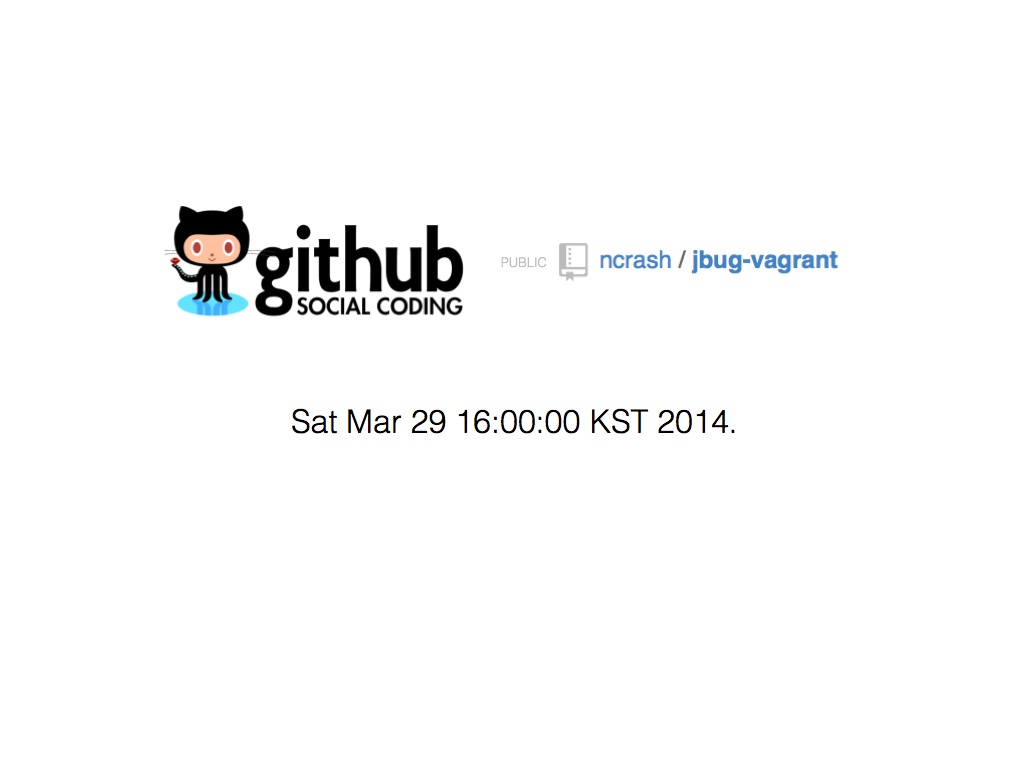 github
SOCIAL CODING
PUBLIC ncrash / jbug-vagrant
Sat Mar 29 16:00:00 KST 2014.